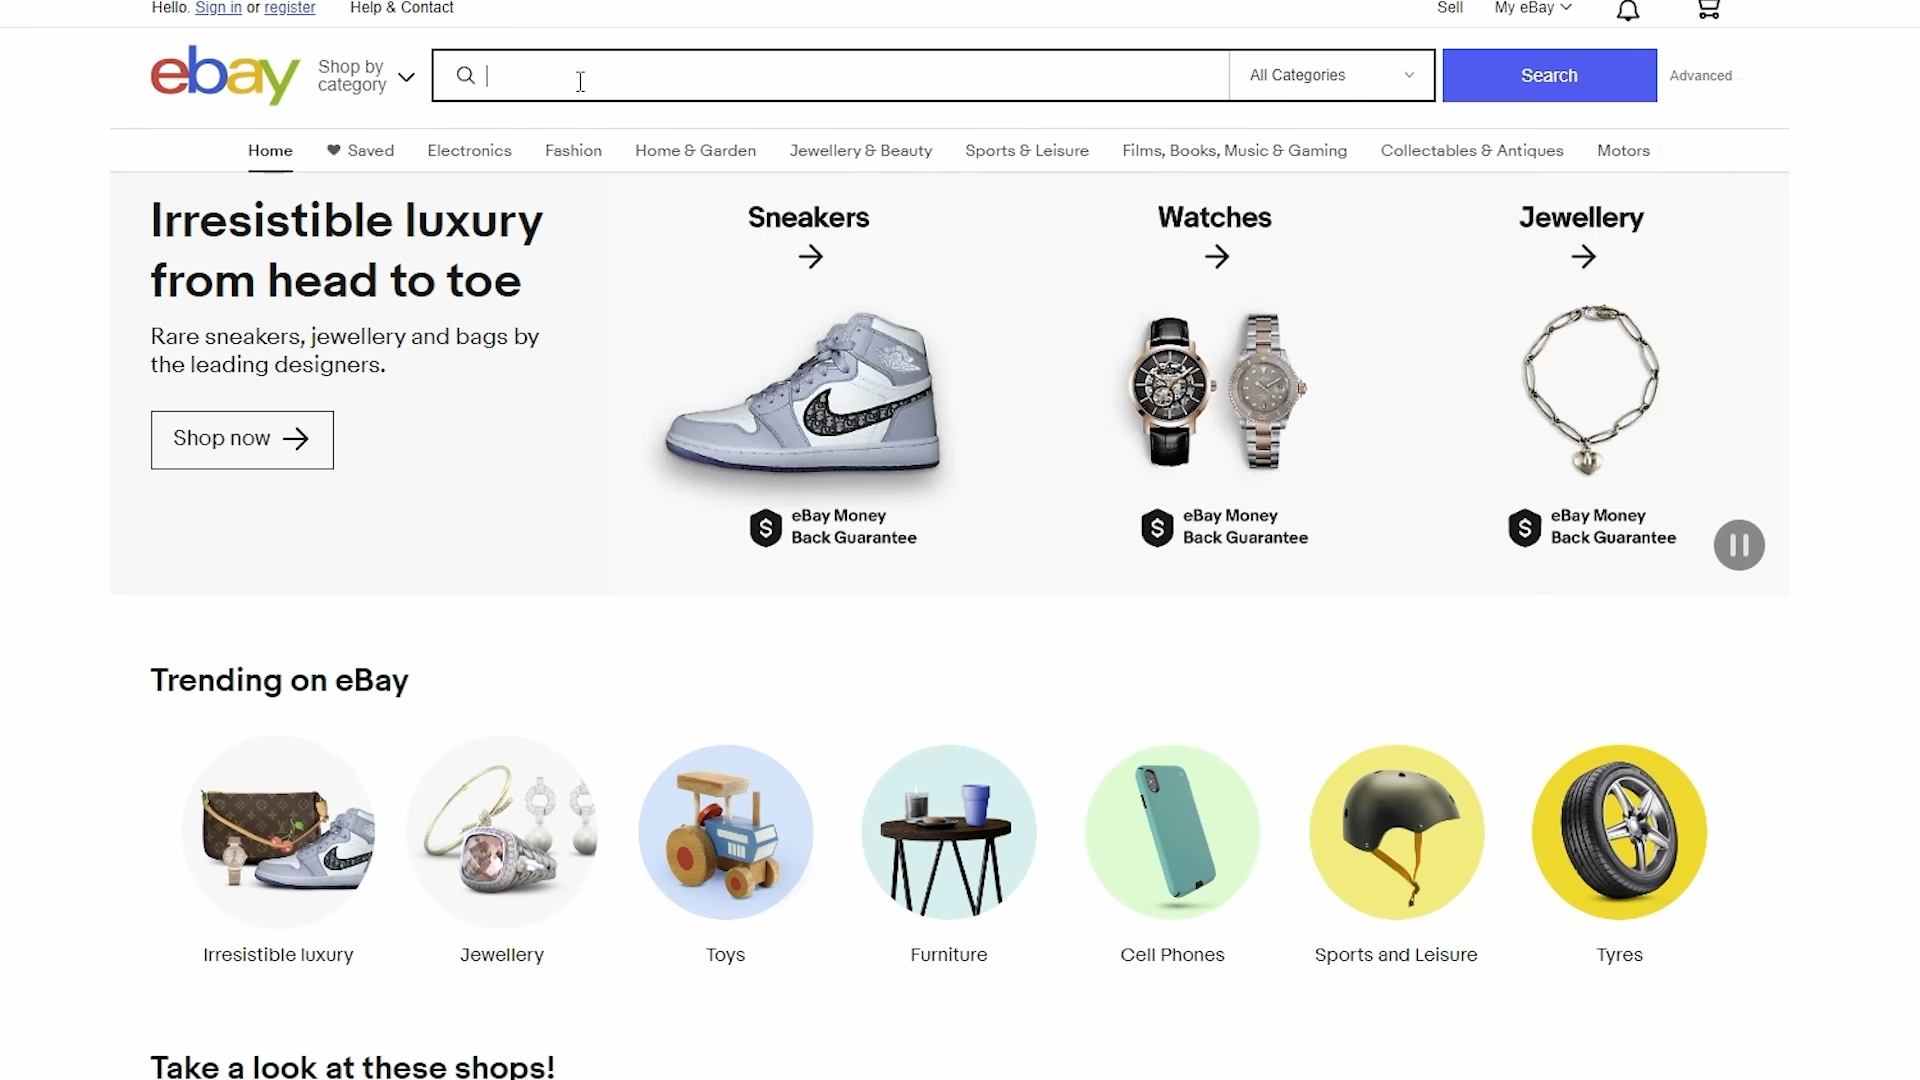 Hello. Sign in or register
Help & Contact
Sell
My eBay
ebay
Shop by
category
All Categories
Search
Advanced
Home
Saved
Electronics
Fashion
Home & Garden
Jewellery & Beauty
Sports & Leisure
Films, Books, Music & Gaming
Collectables & Antiques
Motors
Irresistible luxury
from head to toe
Rare sneakers, jewellery and bags by
the leading designers.
Shop now
Sneakers
Watches
Jewellery
eBay Money
Back Guarantee
eBay Money
Back Guarantee
eBay Money
Back Guarantee
Trending on eBay
Irresistible luxury
Jewellery
Toys
Furniture
Cell Phones
Sports and Leisure
Tyres
Take a look at these shops!